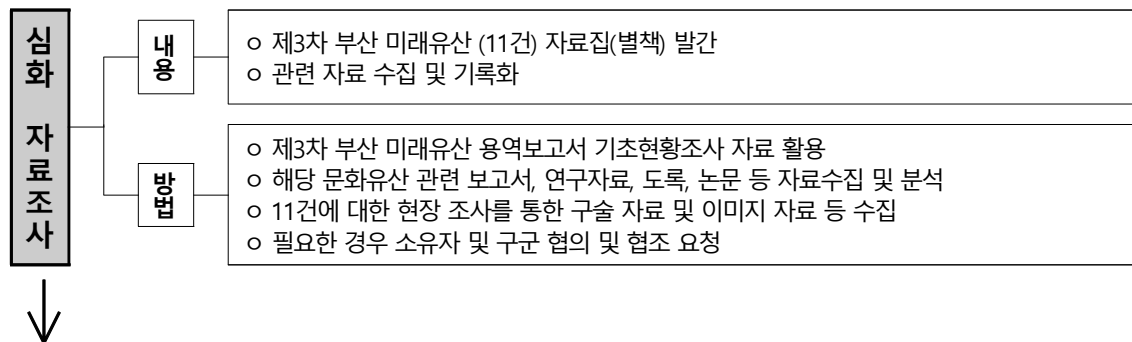 심화 자료조사
내용
ㅇ 제3차 부산 미래유산 (11건) 자료집(별책) 발간
ㅇ 관련 자료 수집 및 기록화
방법
ㅇ 제3차 부산 미래유산 용역보고서 기초현황조사 자료 활용
ㅇ 해당 문화유산 관련 보고서, 연구자료, 도록, 논문 등 자료수집 및 분석
ㅇ 11건에 대한 현장 조사를 통한 구술 자료 및 이미지 자료 등 수집
ㅇ 필요한 경우 소유자 및 구군 협의 및 협조 요청